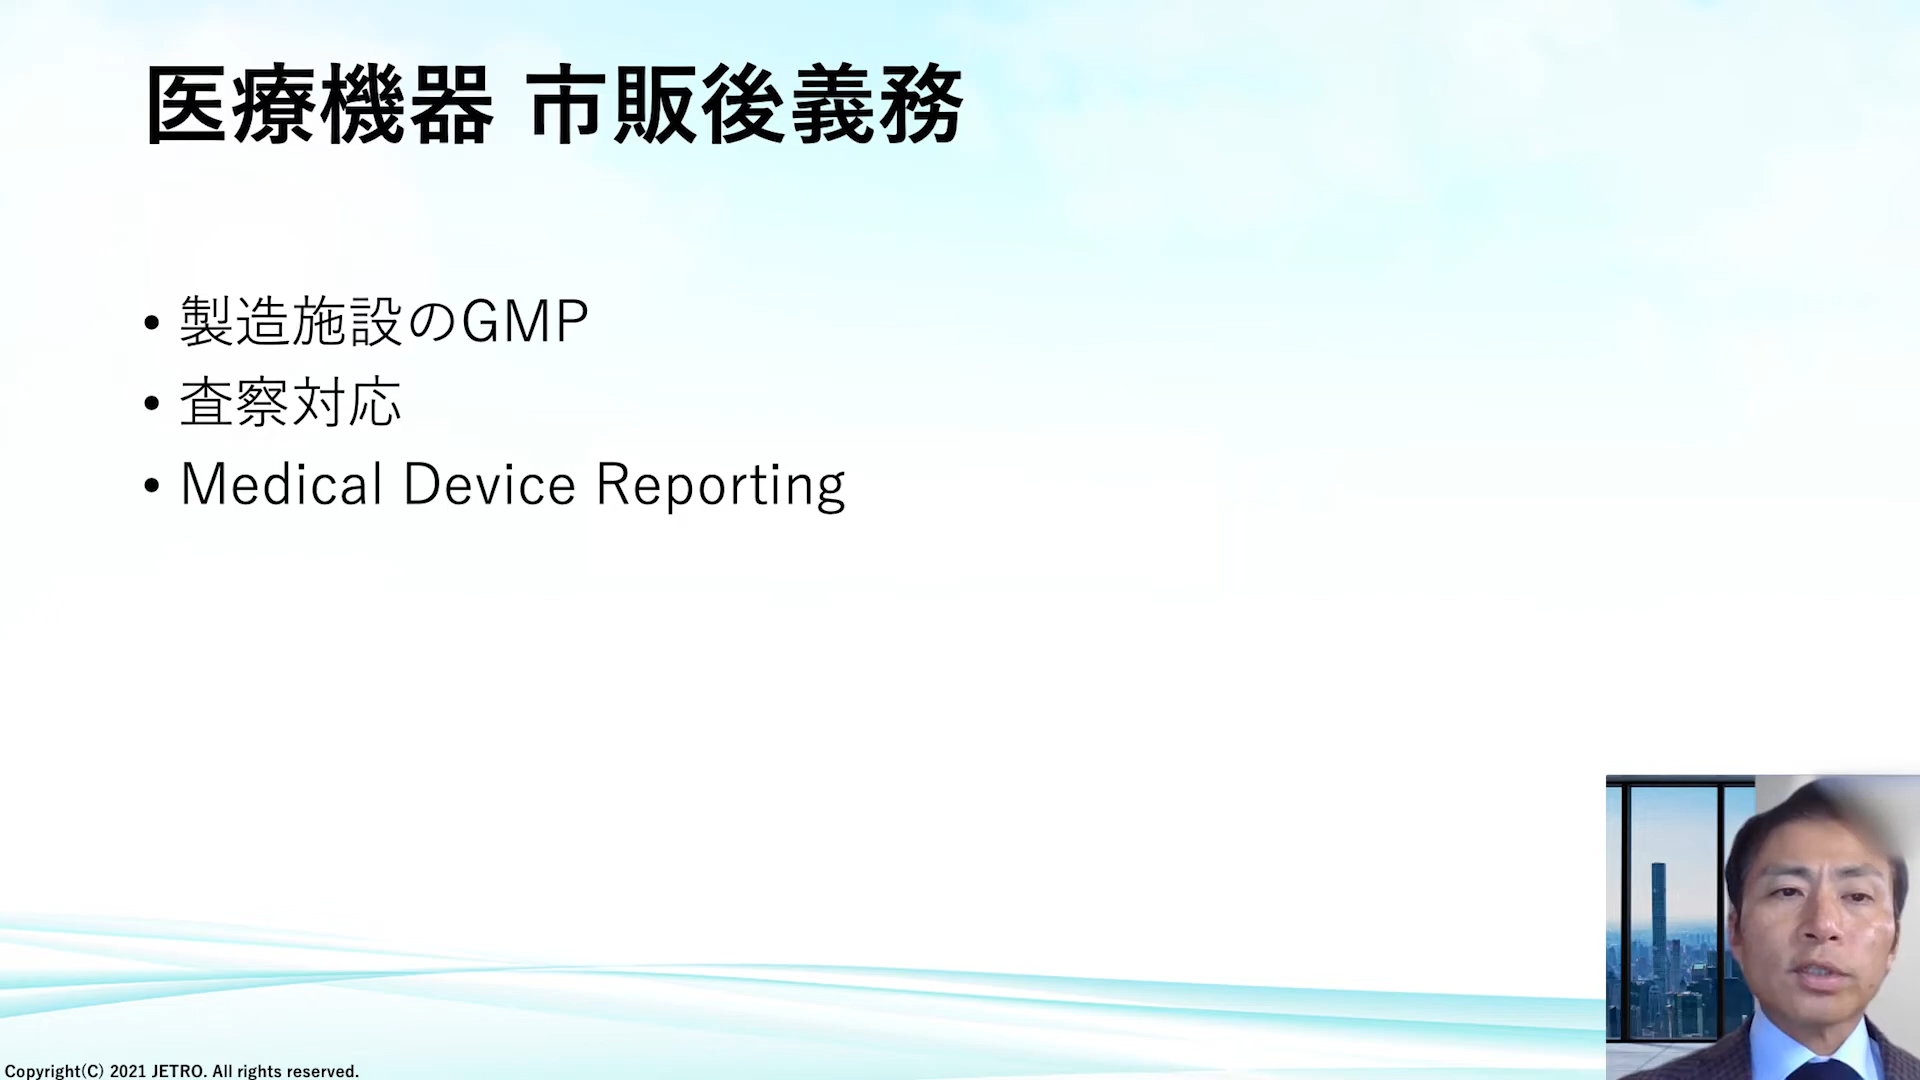 医療機器 市販後義務
• 製造施設のGMP
• 査察対応
• Medical Device Reporting
Copyright(C) 2021 JETRO. All rights reserved.